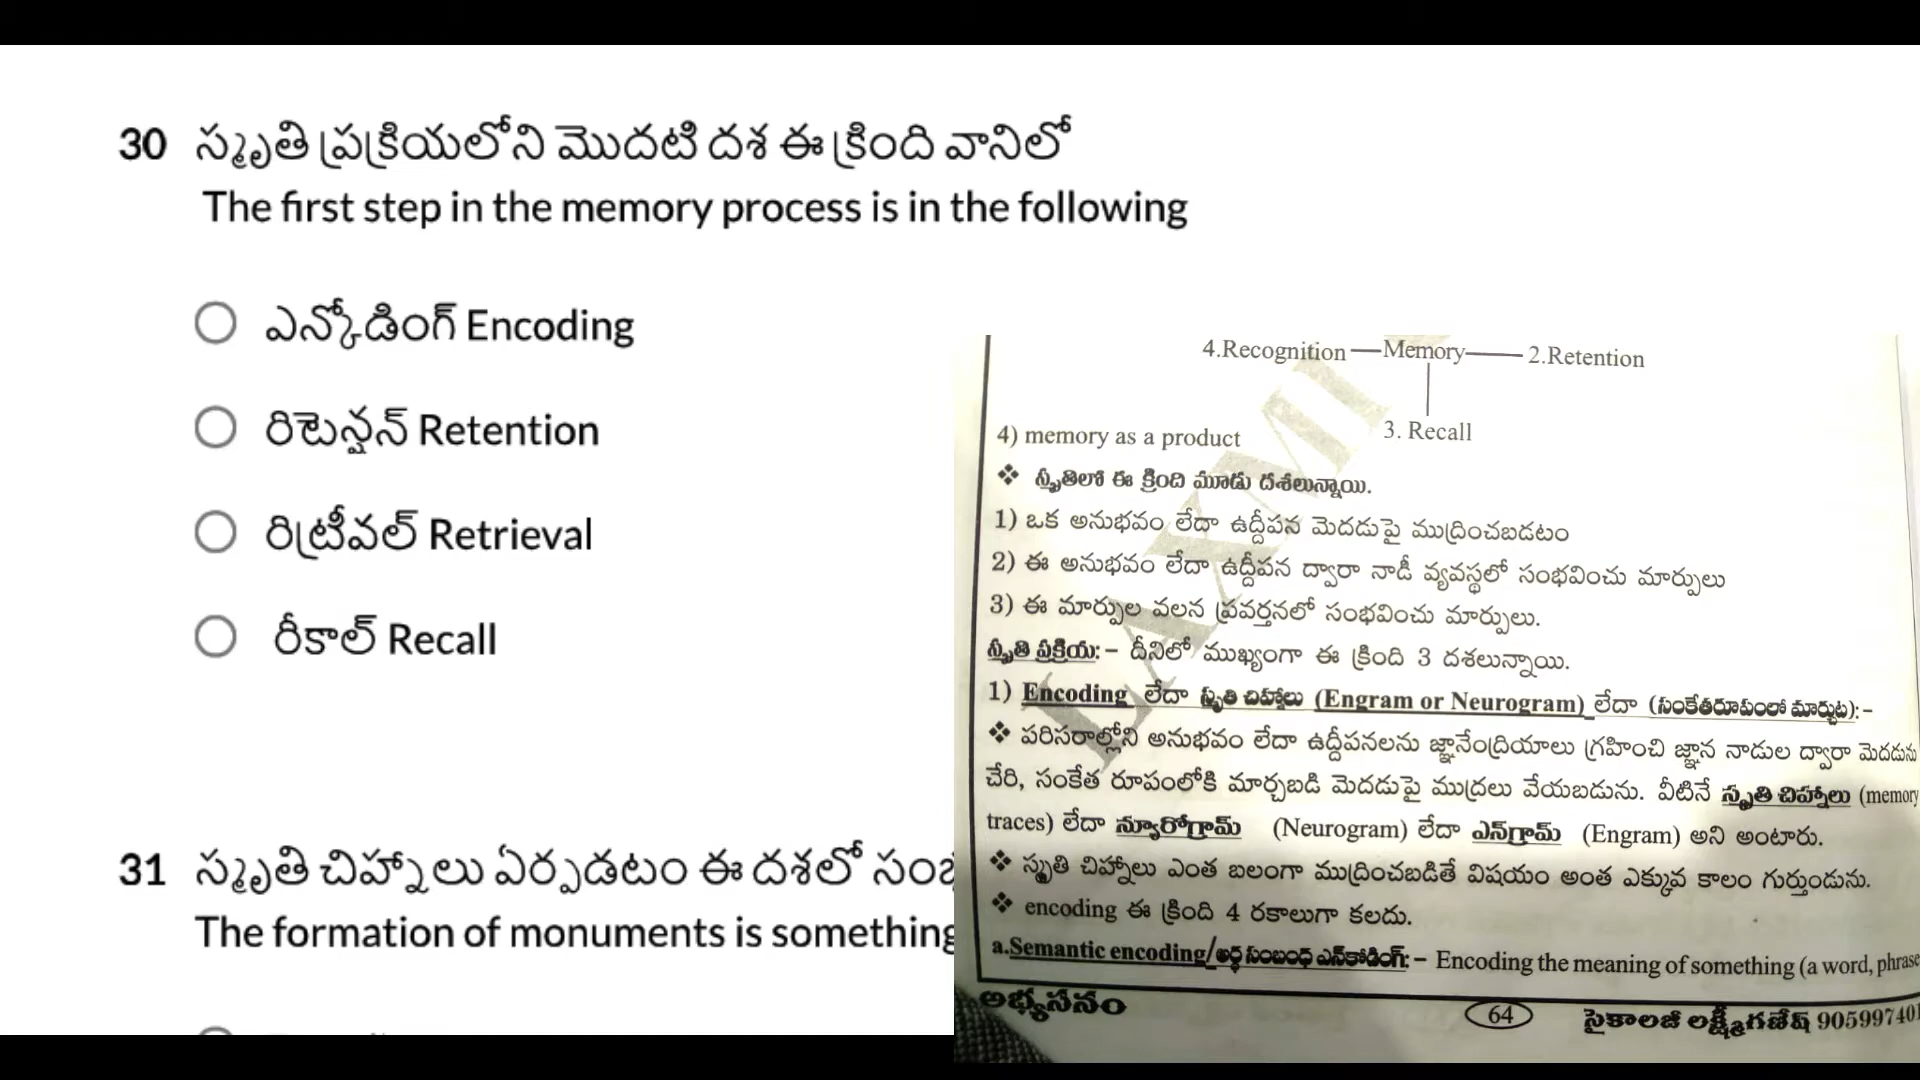 30 స్మృతి ప్రక్రియలోని మొదటి దశ ఈ క్రింది వానిలో
The first step in the memory process is in the following
ఎన్కోడింగ్ Encoding
రిటెన్షన్ Retention
రిట్రీవల్ Retrieval
రీకాల్ Recall
31 స్మృతి చిహ్నాలు ఏర్పడటం ఈ దశలో
The formation of monuments is something
4.Recognition — Memory — 2.Retention
3. Recall
4) memory as a product
❖ స్మృతిలో ఈ క్రింది మూడు దశలున్నాయి.
1) ఒక అనుభవం లేదా ఉద్దీపన మెదడుపై ముద్రించబడటం
2) ఈ అనుభవం లేదా ఉద్దీపన ద్వారా నాడీ వ్యవస్థలో సంభవించు మార్పులు
3) ఈ మార్పుల వలన ప్రవర్తనలో సంభవించు మార్పులు.
స్మృతి ప్రక్రియ: – దీనిలో ముఖ్యంగా ఈ క్రింది 3 దశలున్నాయి.
1) Encoding లేదా స్మృతి చిహ్నాలు (Engram or Neurogram) లేదా (సంకేతరూపంలో మార్చుట): –
❖ పరిసరాల్లోని అనుభవం లేదా ఉద్దీపనలను జ్ఞానేంద్రియాలు గ్రహించి జ్ఞాన నాడుల ద్వారా మెదడును
చేరి, సంకేత రూపంలోకి మార్చబడి మెదడుపై ముద్రలు వేయబడును. వీటినే స్మృతి చిహ్నాలు (memory
traces) లేదా న్యూరోగ్రామ్ (Neurogram) లేదా ఎన్‌గ్రామ్ (Engram) అని అంటారు.
❖ స్మృతి చిహ్నాలు ఎంత బలంగా ముద్రించబడితే విషయం అంత ఎక్కువ కాలం గుర్తుండును.
❖ encoding ఈ క్రింది 4 రకాలుగా కలదు.
a.Semantic encoding/అర్థ సంబంధ ఎన్‌కోడింగ్: – Encoding the meaning of something (a word, phrase
అభ్యసనం 64 సైకాలజీ లక్ష్మీగణేష్ 905997401
LAXMI